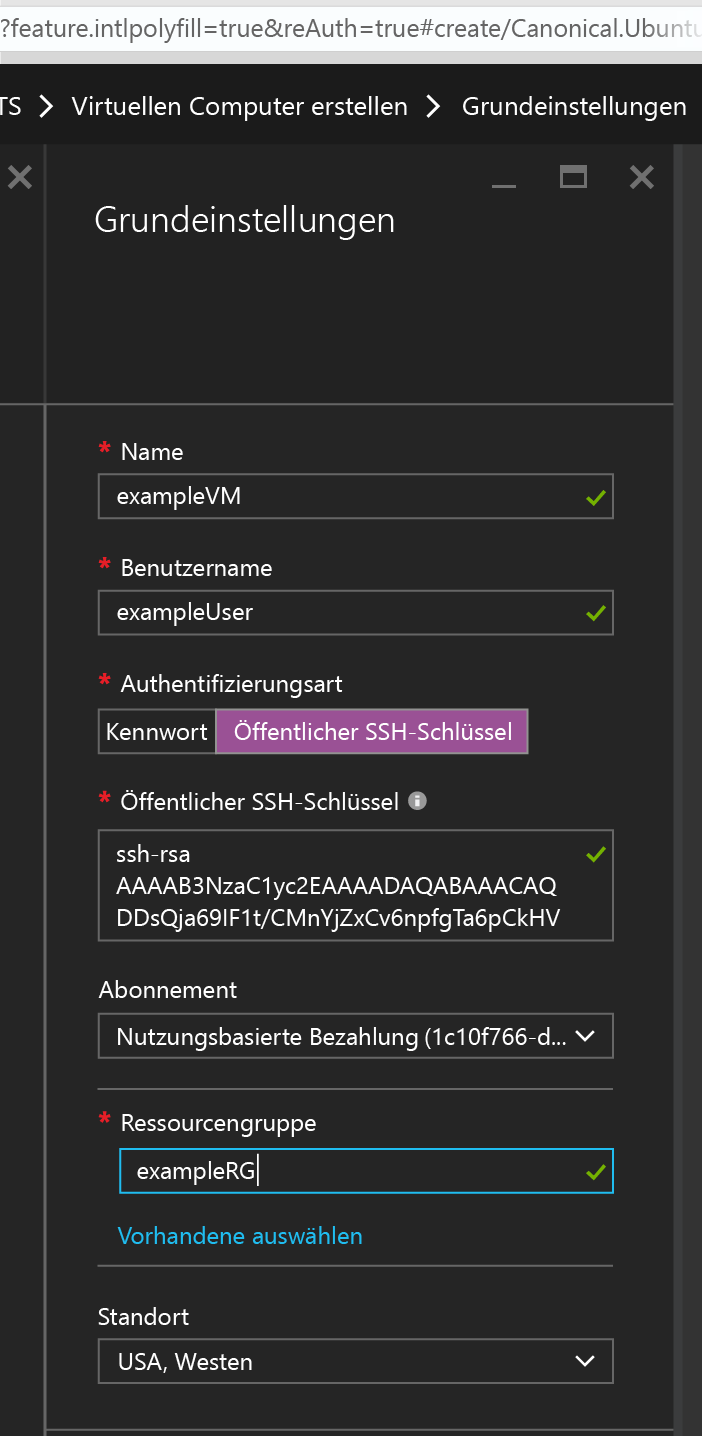 ?feature.intlpolyfill=true&reAuth=true#create/Canonical.Ubuntu
TS > Virtuellen Computer erstellen > Grundeinstellungen
Grundeinstellungen
* Name
exampleVM
* Benutzername
exampleUser
* Authentifizierungsart
Kennwort Öffentlicher SSH-Schlüssel
* Öffentlicher SSH-Schlüssel
ssh-rsa
AAAAB3NzaC1yc2EAAAADAQABAAACAQ
DDsQja69IF1t/CMnYjZxCv6npfgTa6pCkHV
Abonnement
Nutzungsbasierte Bezahlung (1c10f766-d...
* Ressourcengruppe
exampleRG
Vorhandene auswählen
Standort
USA, Westen